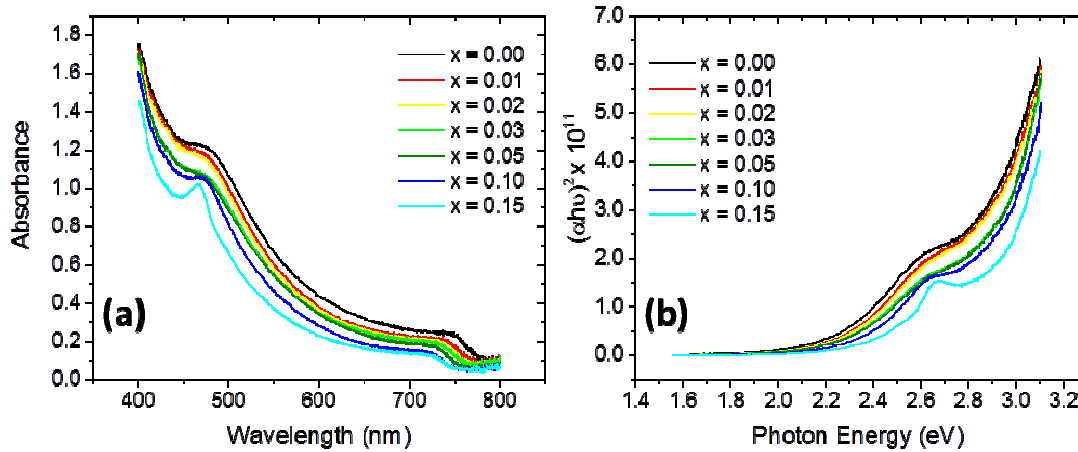 1.8
1.6
1.4
1.2
1.0
0.8
0.6
0.4
0.2
0.0
Absorbance
x = 0.00
x = 0.01
x = 0.02
x = 0.03
x = 0.05
x = 0.10
x = 0.15
(a)
400 500 600 700 800
Wavelength (nm)
7.0
6.0
5.0
4.0
3.0
2.0
1.0
0.0
(αhυ)² x 10¹¹
x = 0.00
x = 0.01
x = 0.02
x = 0.03
x = 0.05
x = 0.10
x = 0.15
(b)
1.4 1.6 1.8 2.0 2.2 2.4 2.6 2.8 3.0 3.2
Photon Energy (eV)